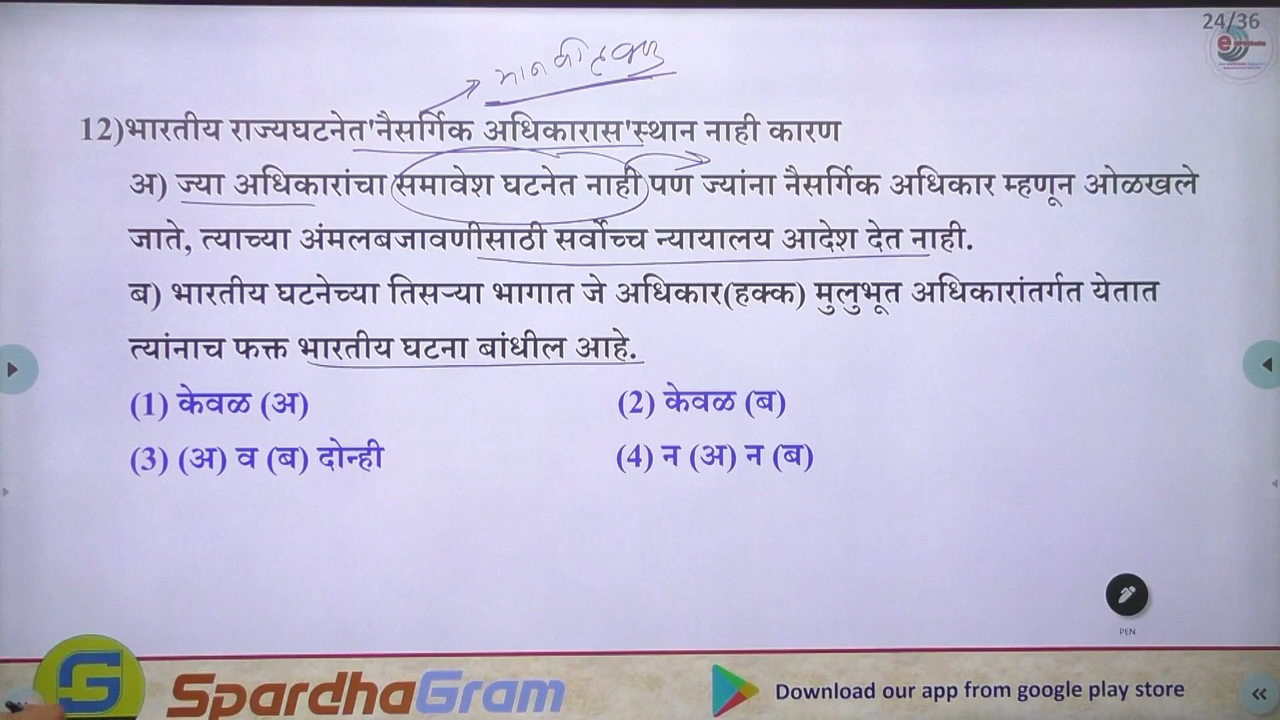 24/36
मानवी हक्क
12)भारतीय राज्यघटनेत'नैसर्गिक अधिकारास'स्थान नाही कारण
अ) ज्या अधिकारांचा समावेश घटनेत नाही पण ज्यांना नैसर्गिक अधिकार म्हणून ओळखले
जाते, त्याच्या अंमलबजावणीसाठी सर्वोच्च न्यायालय आदेश देत नाही.
ब) भारतीय घटनेच्या तिसऱ्या भागात जे अधिकार(हक्क) मुलुभूत अधिकारांतर्गत येतात
त्यांनाच फक्त भारतीय घटना बांधील आहे.
(1) केवळ (अ) (2) केवळ (ब)
(3) (अ) व (ब) दोन्ही (4) न (अ) न (ब)
PEN
SpardhaGram Download our app from google play store